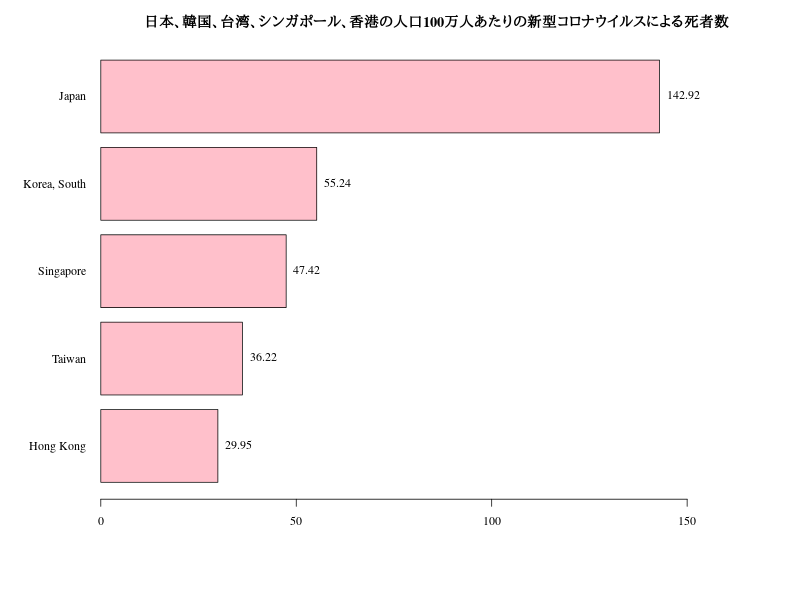 日本、韓国、台湾、シンガポール、香港の人口100万人あたりの新型コロナウイルスによる死者数
Japan
142.92
Korea, South
55.24
Singapore
47.42
Taiwan
36.22
Hong Kong
29.95
0 50 100 150